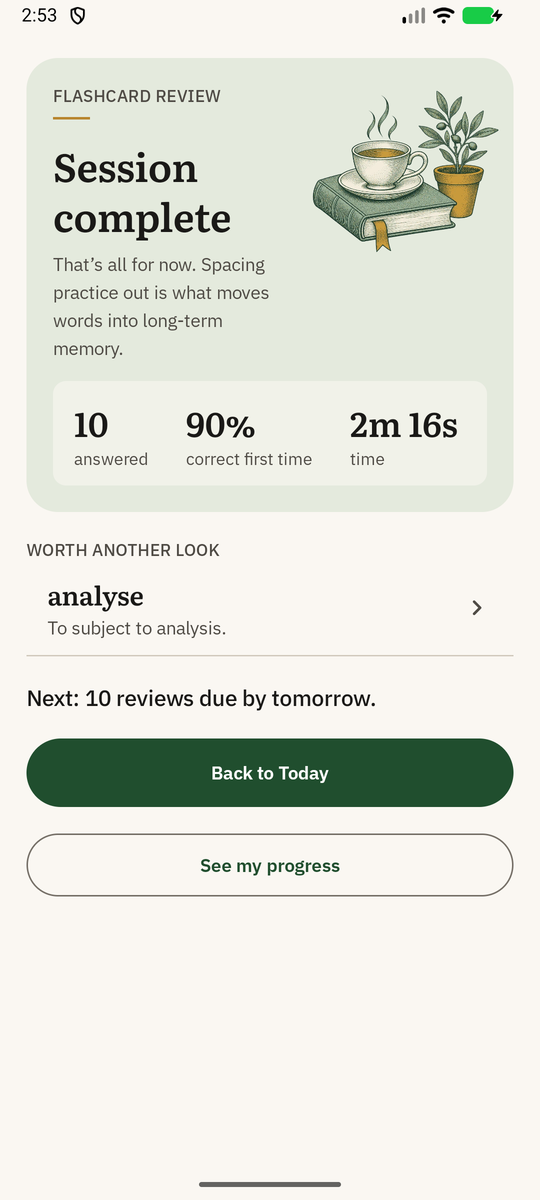 2:53
FLASHCARD REVIEW
Session
complete
That’s all for now. Spacing
practice out is what moves
words into long-term
memory.
10 90% 2m 16s
answered correct first time time
WORTH ANOTHER LOOK
analyse
To subject to analysis.
Next: 10 reviews due by tomorrow.
Back to Today
See my progress